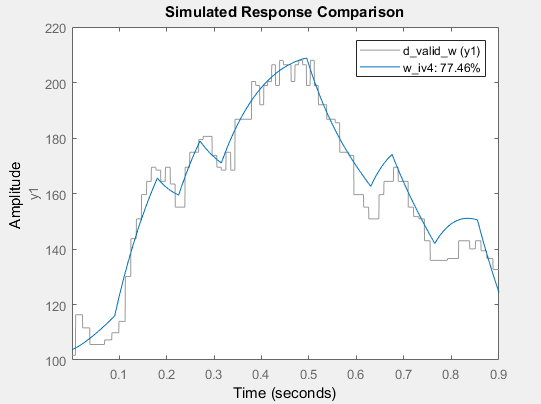 Simulated Response Comparison
d_valid_w (y1)
w_iv4: 77.46%
Amplitude
y1
220
200
180
160
140
120
100
0.1 0.2 0.3 0.4 0.5 0.6 0.7 0.8 0.9
Time (seconds)